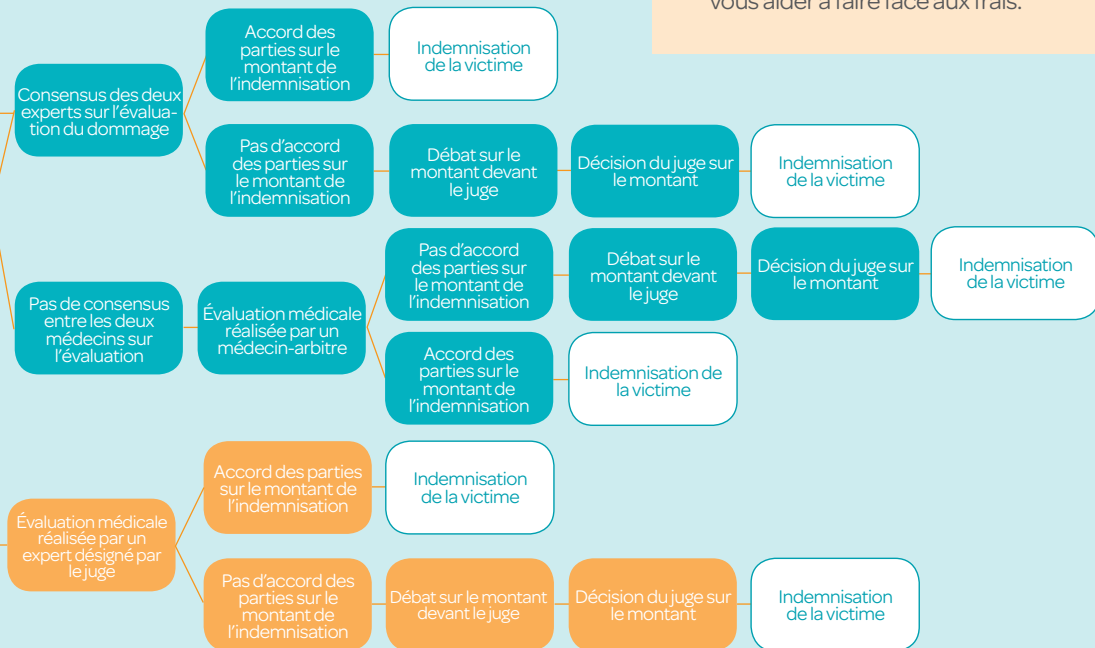 vous aider à faire face aux frais.
Accord des
parties sur le
montant de
l'indemnisation
Indemnisation
de la victime
Consensus des deux
experts sur l'évalua-
tion du dommage
Pas d'accord
des parties sur
le montant de
l'indemnisation
Débat sur le
montant devant
le juge
Décision du juge sur
le montant
Indemnisation
de la victime
Pas de consensus
entre les deux
médecins sur
l'évaluation
Évaluation médicale
réalisée par un
médecin-arbitre
Pas d'accord
des parties sur
le montant de
l'indemnisation
Débat sur le
montant devant
le juge
Décision du juge sur
le montant
Indemnisation
de la victime
Accord des
parties sur le
montant de
l'indemnisation
Indemnisation de
la victime
Évaluation médicale
réalisée par un
expert désigné par
le juge
Accord des parties
sur le montant de
l'indemnisation
Indemnisation
de la victime
Pas d'accord des
parties sur le
montant de
l'indemnisation
Débat sur le montant
devant le juge
Décision du juge sur
le montant
Indemnisation
de la victime